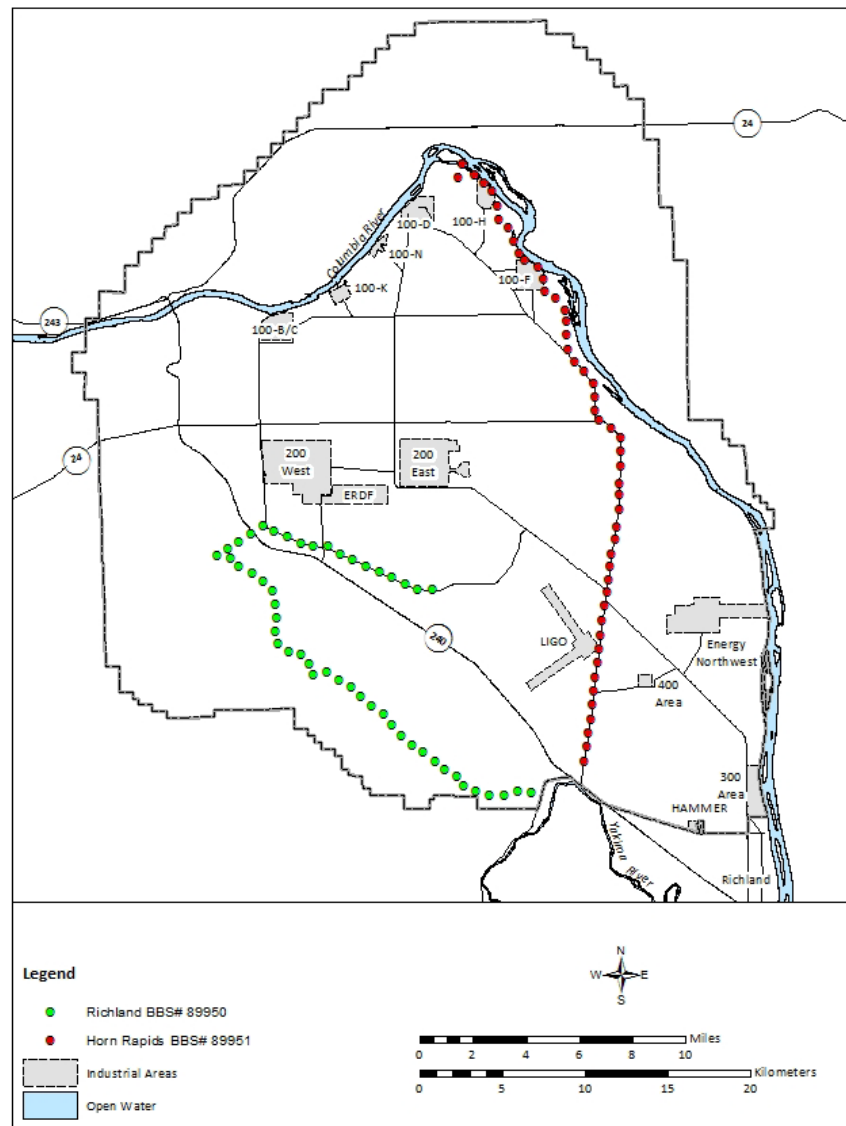 24
Columbia River
100-D
100-H
100-N
100-F
100-K
243
100-B/C
24
200
West
200
East
ERDF
240
LIGO
Energy
Northwest
400
Area
300
Area
HAMMER
Yakima River
Richland
Legend
Richland BBS# 89950
Horn Rapids BBS# 89951
Industrial Areas
Open Water
N
W E
S
Miles
0 2 4 6 8 10
Kilometers
0 5 10 15 20